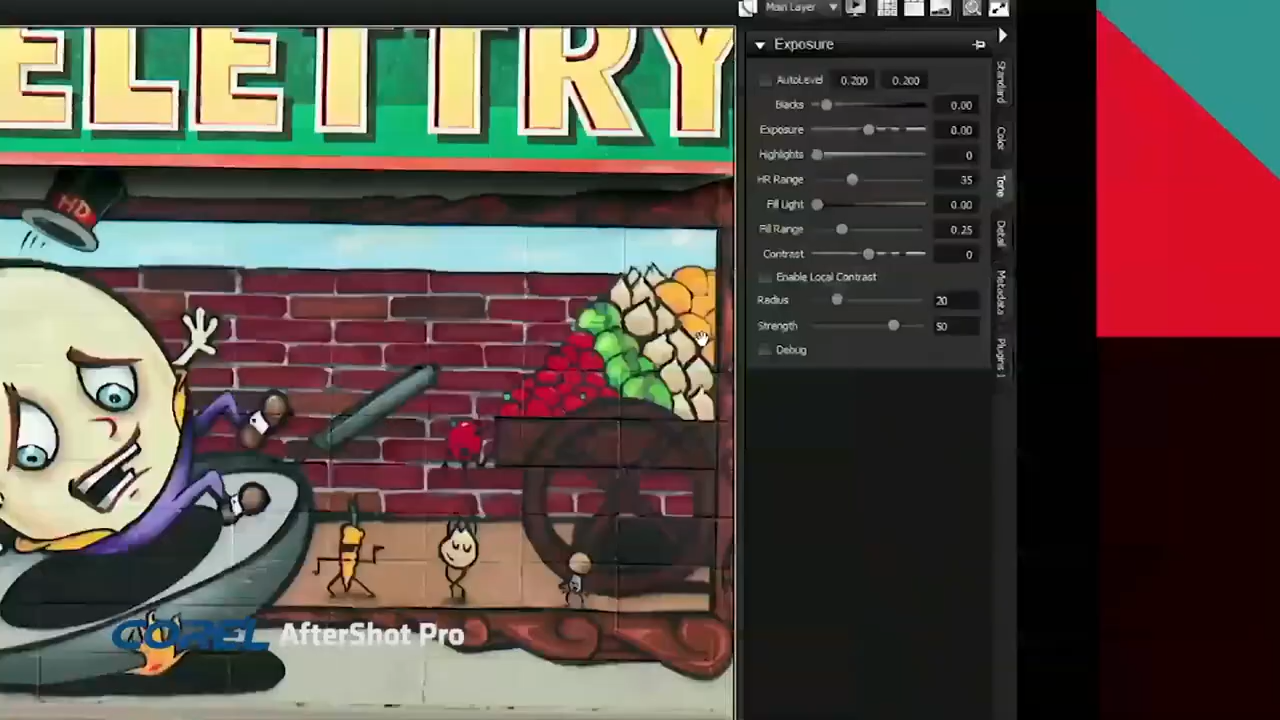 Main Layer
ELETTRY
HD
Exposure
AutoLevel 0.200 0.200
Blacks 0.00
Exposure 0.00
Highlights 0
HR Range 35
Fill Light 0.00
Fill Range 0.25
Contrast 0
Enable Local Contrast
Radius 20
Strength 50
Debug
Standard
Color
Tone
Detail
Metadata
Plugins 1
COREL AfterShot Pro